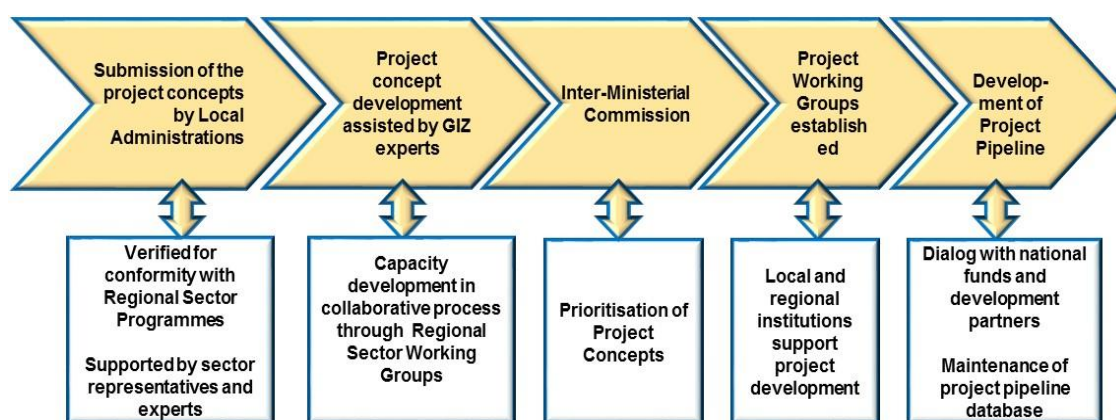 Submission of the
project concepts
by Local
Administrations
Project
concept
development
assisted by GIZ
experts
Inter-Ministerial
Commission
Project
Working
Groups
establish
ed
Develop-
ment of
Project
Pipeline
Verified for
conformity with
Regional Sector
Programmes
Supported by sector
representatives and
experts
Capacity
development in
collaborative process
through Regional
Sector Working
Groups
Prioritisation of
Project
Concepts
Local and
regional
institutions
support
project
development
Dialog with national
funds and
development
partners
Maintenance of
project pipeline
database